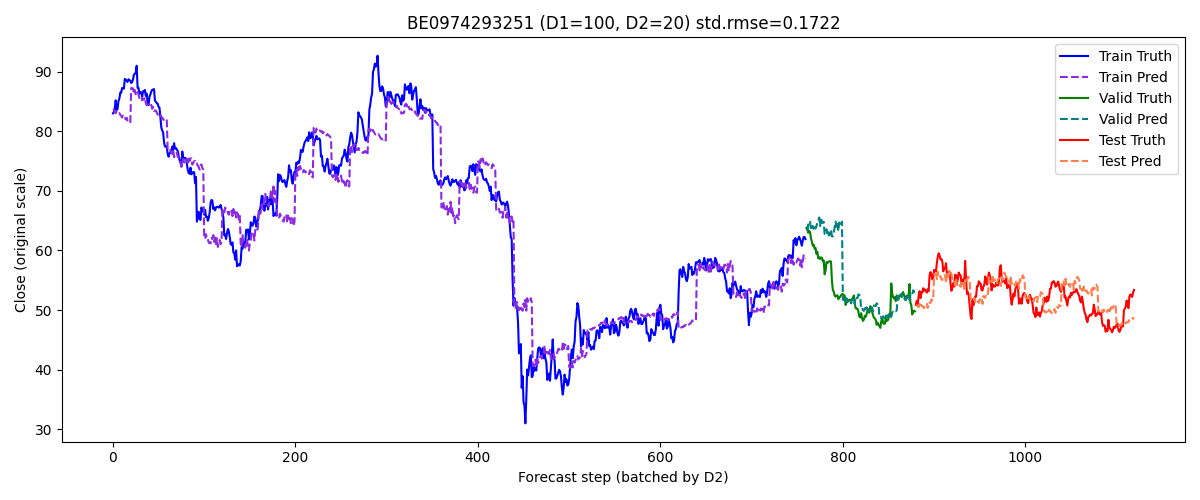 BE0974293251 (D1=100, D2=20) std.rmse=0.1722
Close (original scale)
90
80
70
60
50
40
30
0
200
400
600
800
1000
Forecast step (batched by D2)
Train Truth
Train Pred
Valid Truth
Valid Pred
Test Truth
Test Pred